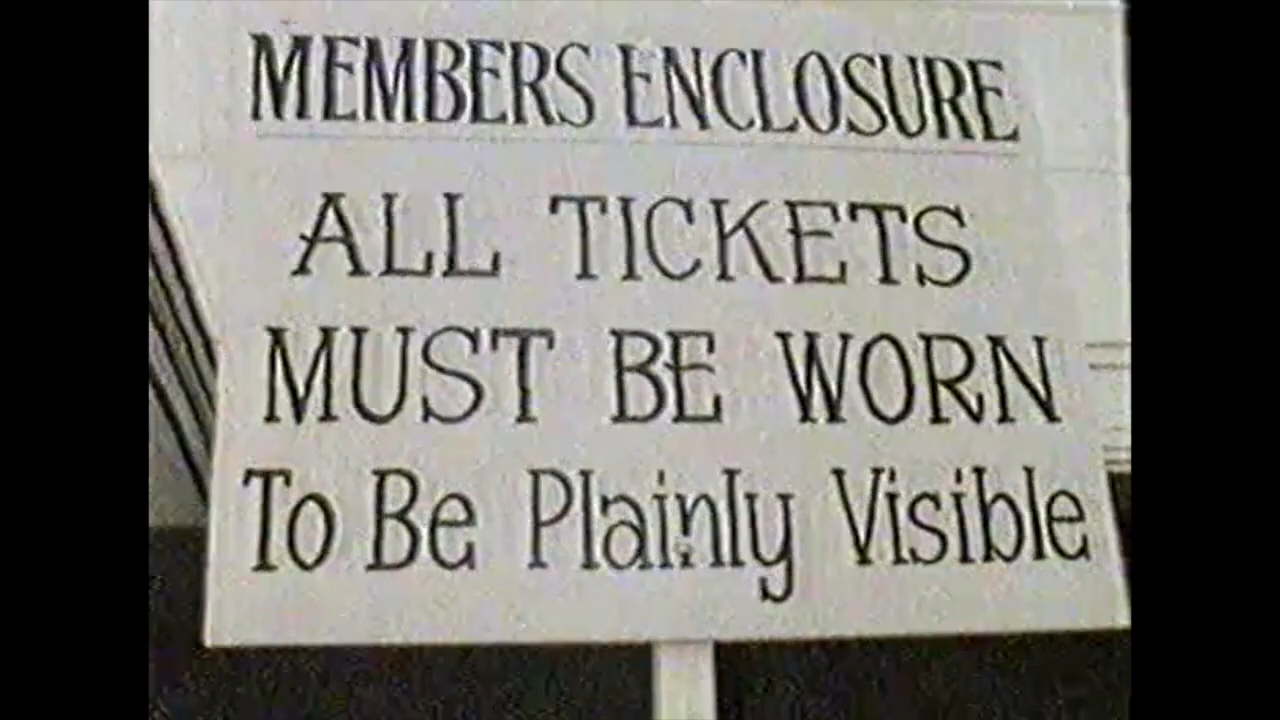 MEMBERS ENCLOSURE
ALL TICKETS
MUST BE WORN
To Be Plainly Visible